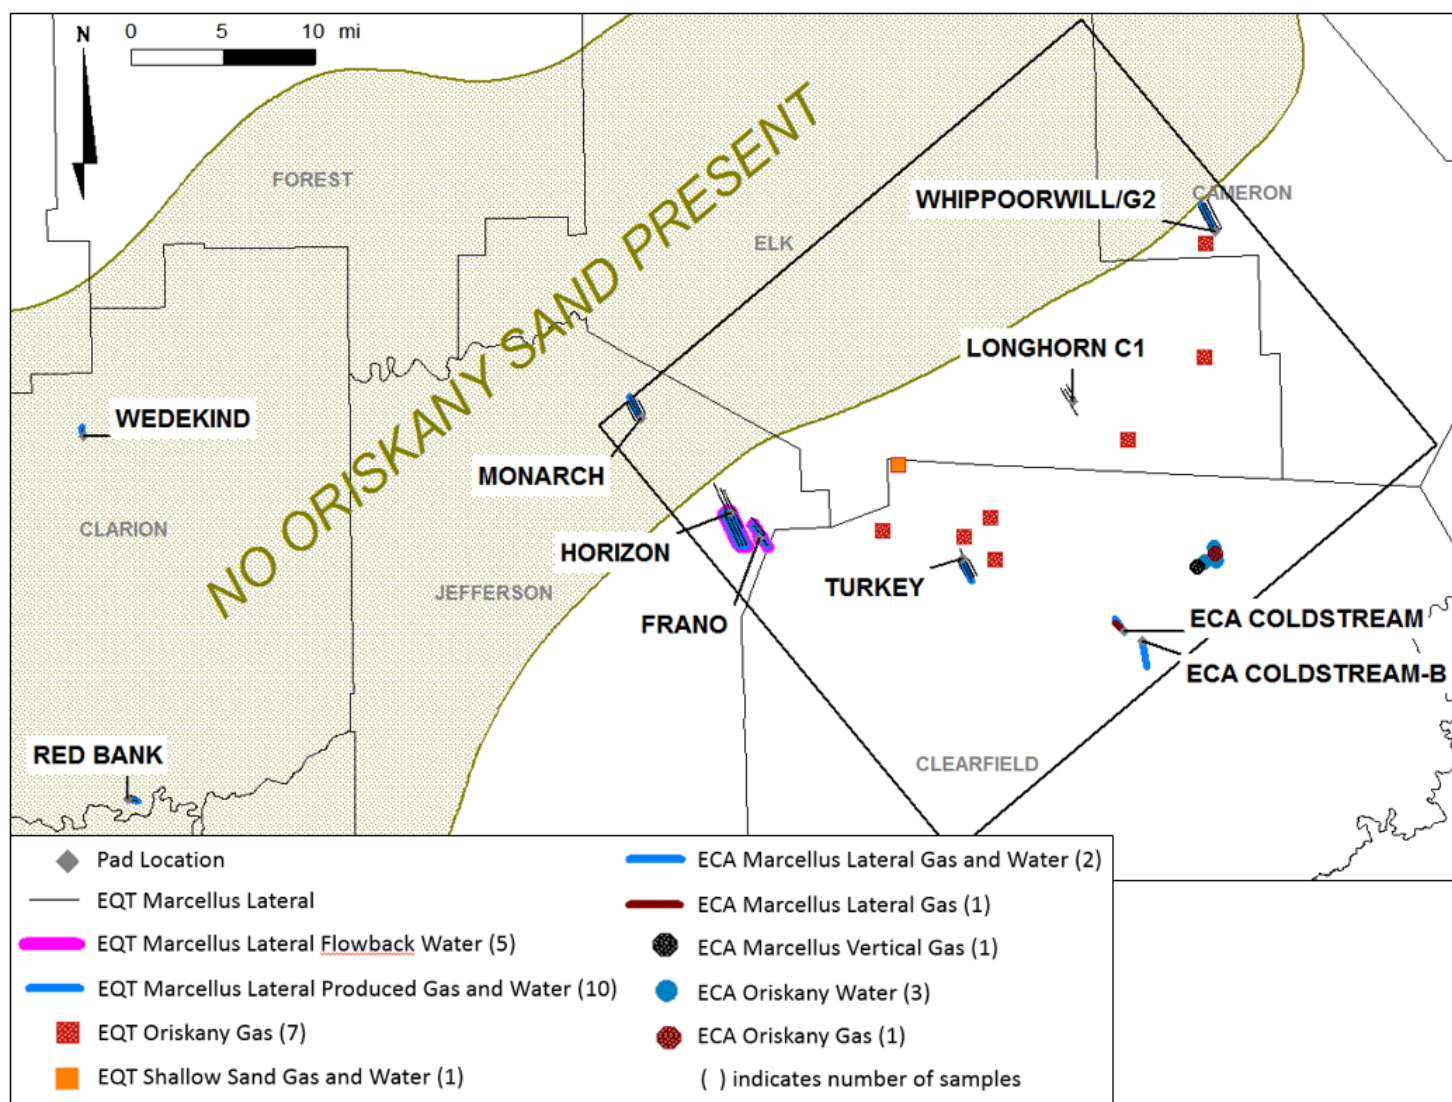 N
0 5 10 mi
FOREST
NO ORISKANY SAND PRESENT
WHIPPOORWILL/G2
CAMERON
ELK
LONGHORN C1
WEDEKIND
MONARCH
CLARION
HORIZON
JEFFERSON
TURKEY
FRANO
ECA COLDSTREAM
ECA COLDSTREAM-B
RED BANK
CLEARFIELD
Pad Location
EQT Marcellus Lateral
EQT Marcellus Lateral Flowback Water (5)
EQT Marcellus Lateral Produced Gas and Water (10)
EQT Oriskany Gas (7)
EQT Shallow Sand Gas and Water (1)
ECA Marcellus Lateral Gas and Water (2)
ECA Marcellus Lateral Gas (1)
ECA Marcellus Vertical Gas (1)
ECA Oriskany Water (3)
ECA Oriskany Gas (1)
( ) indicates number of samples